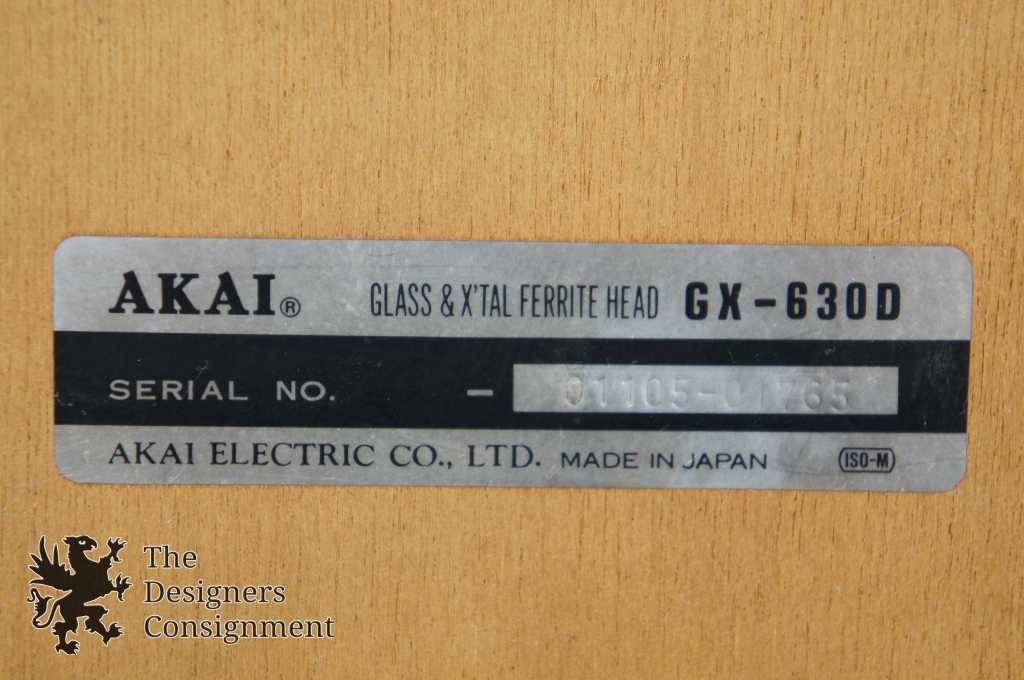 AKAI® GLASS & X'TAL FERRITE HEAD GX-630D
SERIAL NO. - 01105-01765
AKAI ELECTRIC CO., LTD. MADE IN JAPAN ISO-M
The
Designers
Consignment